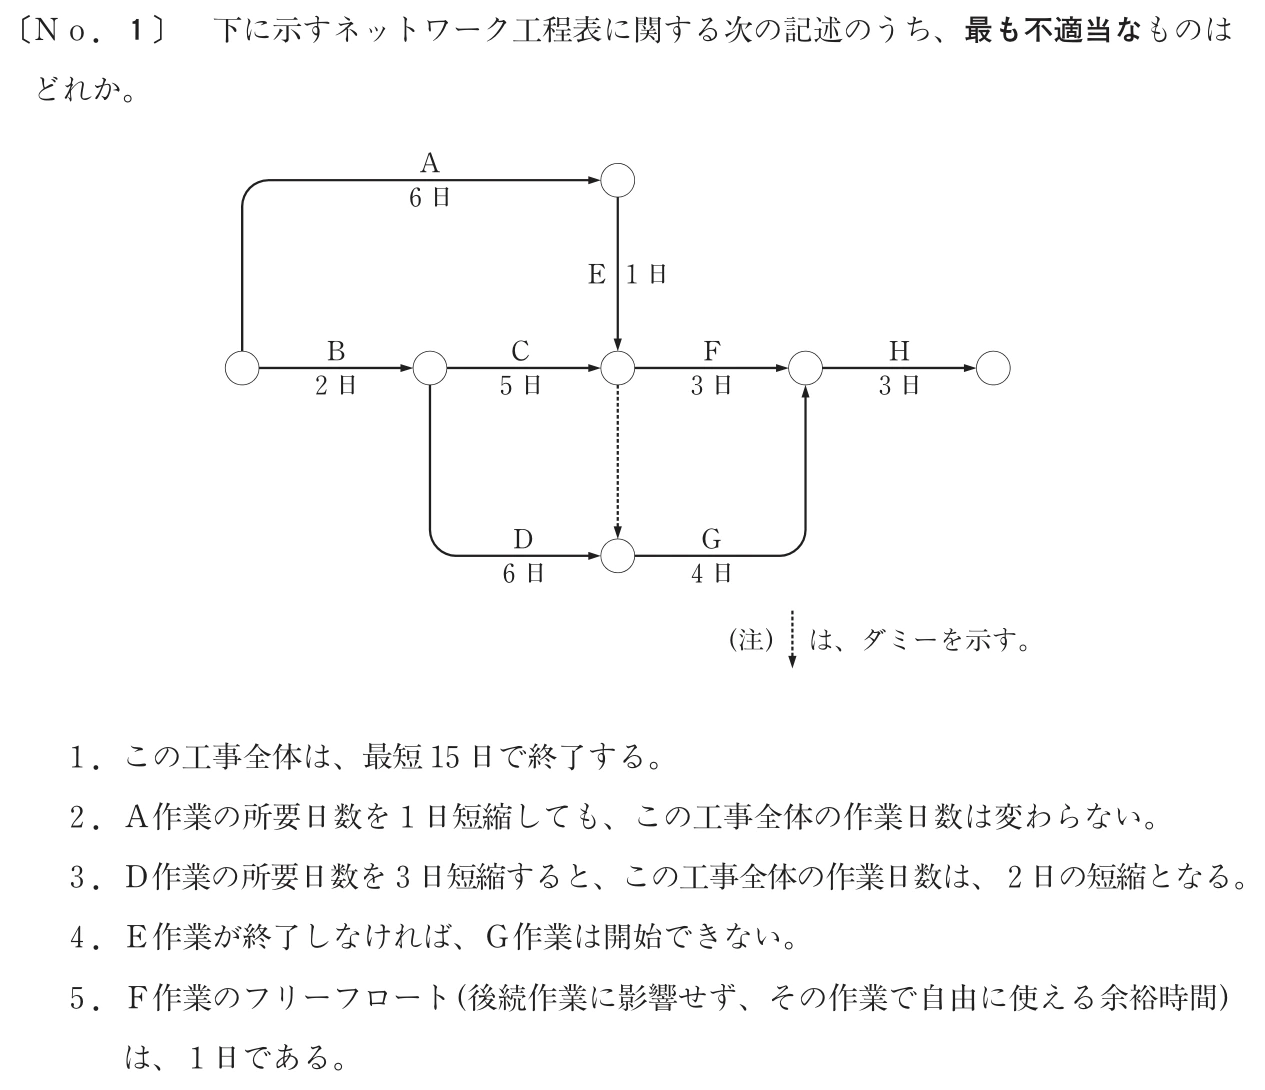 〔Ｎｏ．１〕　下に示すネットワーク工程表に関する次の記述のうち、最も不適当なものは
どれか。
A
6 日
E 1 日
B
C
F
H
2 日
5 日
3 日
3 日
D
G
6 日
4 日
(注) は、ダミーを示す。
1．この工事全体は、最短 15 日で終了する。
2．A作業の所要日数を 1 日短縮しても、この工事全体の作業日数は変わらない。
3．D作業の所要日数を 3 日短縮すると、この工事全体の作業日数は、 2 日の短縮となる。
4．E作業が終了しなければ、G作業は開始できない。
5．F作業のフリーフロート(後続作業に影響せず、その作業で自由に使える余裕時間)
は、 1 日である。